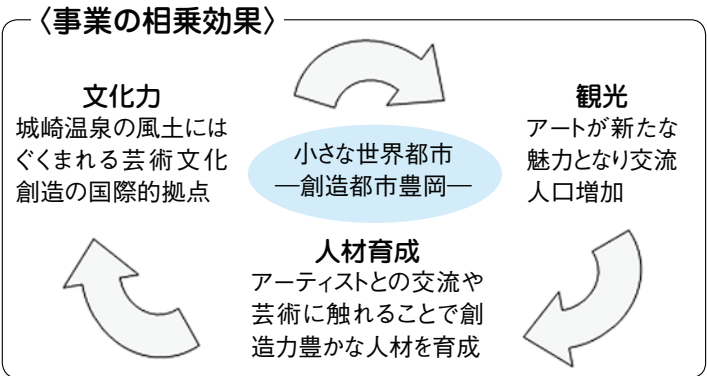 〈事業の相乗効果〉
文化力
城崎温泉の風土には
ぐくまれる芸術文化
創造の国際的拠点
観光
アートが新たな
魅力となり交流
人口増加
小さな世界都市
―創造都市豊岡―
人材育成
アーティストとの交流や
芸術に触れることで創
造力豊かな人材を育成